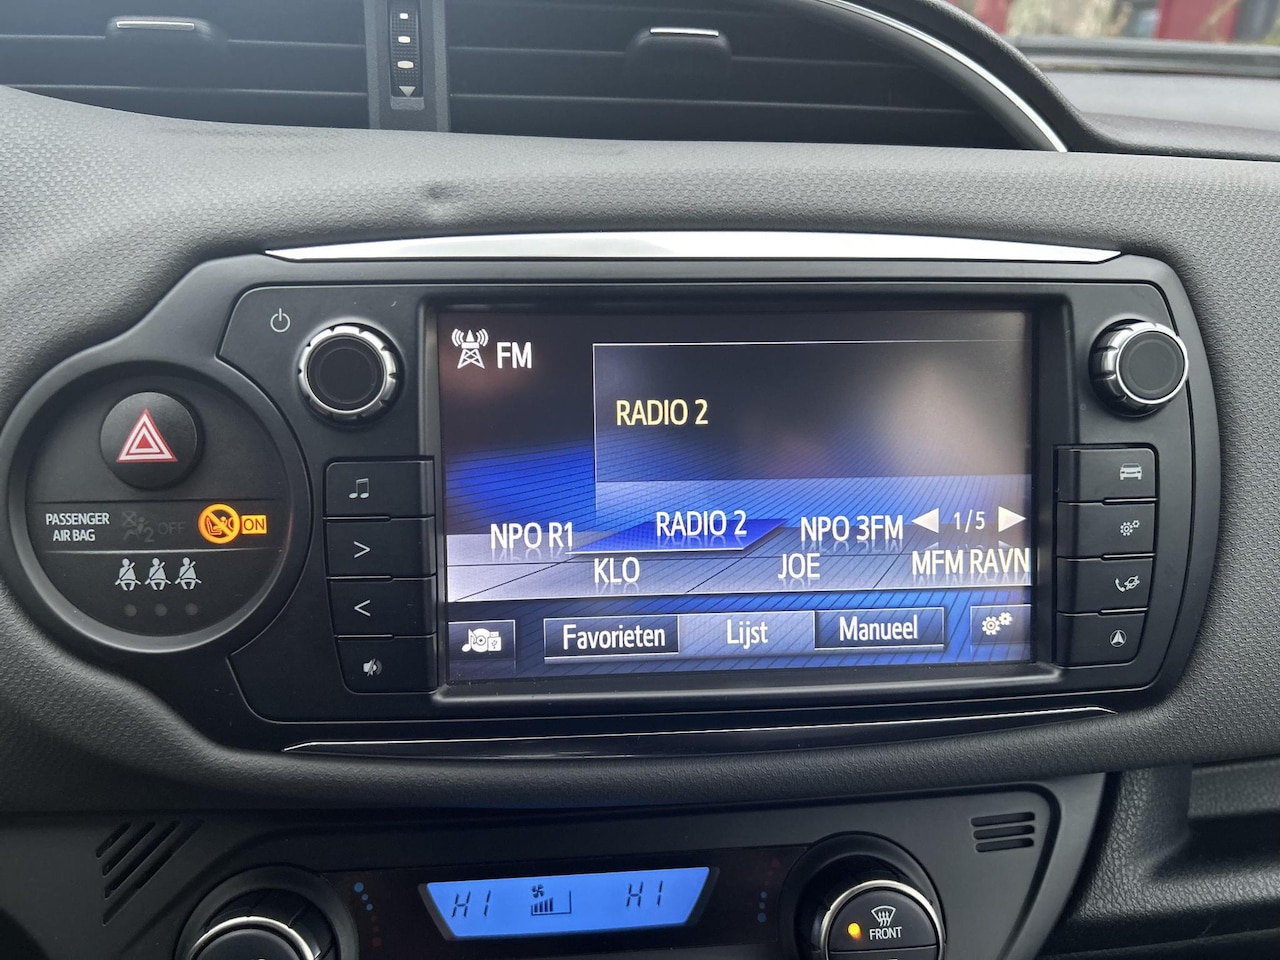 FM
RADIO 2
PASSENGER
AIR BAG
2 OFF
ON
NPO R1
RADIO 2
NPO 3FM
1/5
KLO
JOE
MFM RAVN
Favorieten
Lijst
Manueel
HI
HI
FRONT